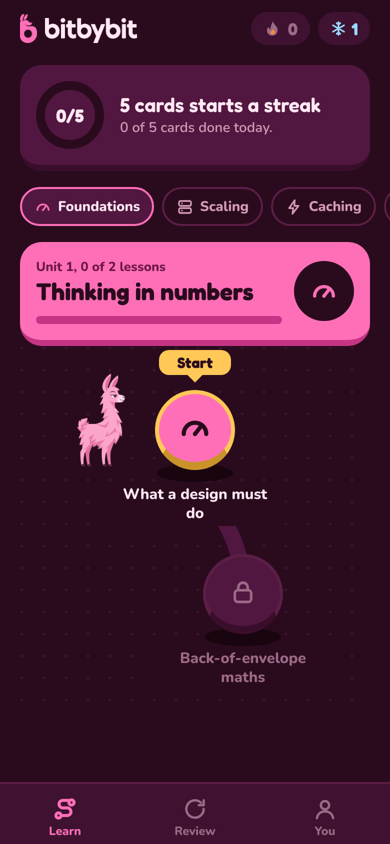 bitbybit
0
1
0/5
5 cards starts a streak
0 of 5 cards done today.
Foundations
Scaling
Caching
Unit 1, 0 of 2 lessons
Thinking in numbers
Start
What a design must
do
Back-of-envelope
maths
Learn
Review
You